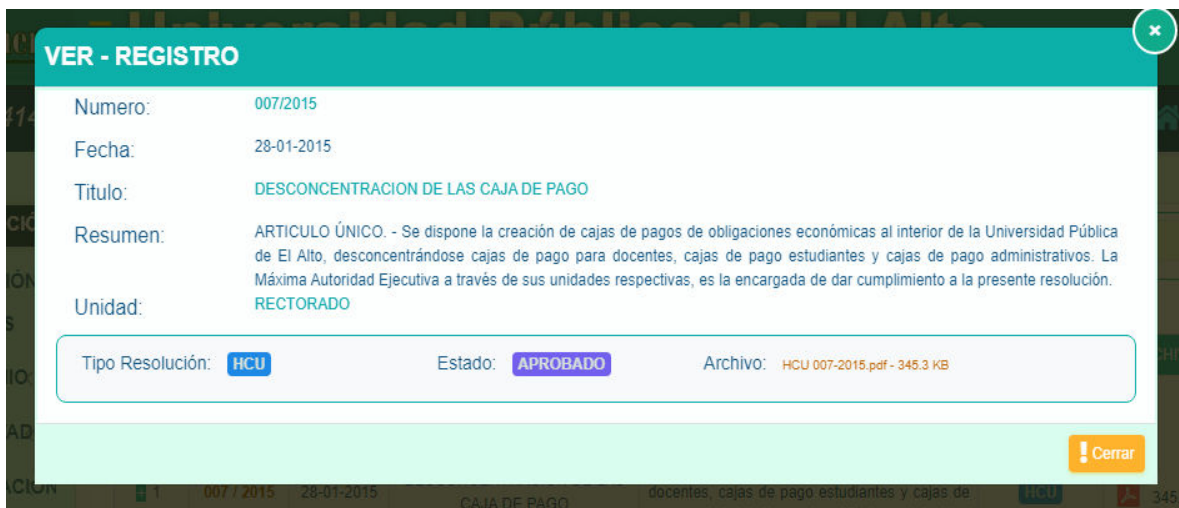 Universidad Pública de El Alto
VER - REGISTRO
Numero: 007/2015
Fecha: 28-01-2015
Titulo: DESCONCENTRACION DE LAS CAJA DE PAGO
Resumen: ARTICULO ÚNICO. - Se dispone la creación de cajas de pagos de obligaciones económicas al interior de la Universidad Pública
de El Alto, desconcentrándose cajas de pago para docentes, cajas de pago estudiantes y cajas de pago administrativos. La
Máxima Autoridad Ejecutiva a través de sus unidades respectivas, es la encargada de dar cumplimiento a la presente resolución.
Unidad: RECTORADO
Tipo Resolución: HCU Estado: APROBADO Archivo: HCU 007-2015.pdf - 345.3 KB
Cerrar
1 007 / 2015 28-01-2015 docentes, cajas de pago estudiantes y cajas de HCU 345
CAJA DE PAGO